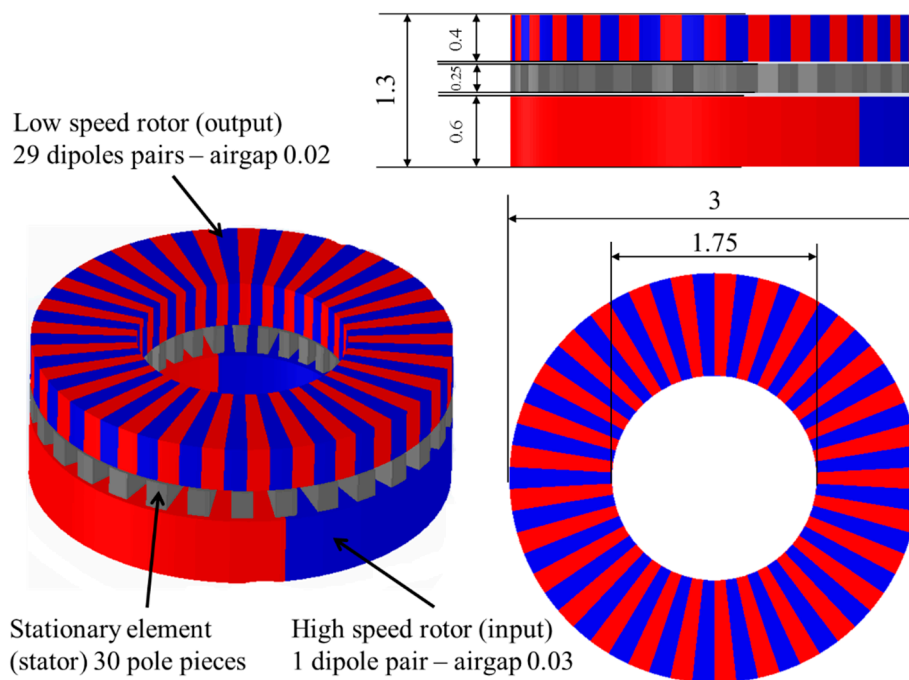 0.4
0.25
1.3
0.6
Low speed rotor (output)
29 dipoles pairs – airgap 0.02
3
1.75
Stationary element
(stator) 30 pole pieces
High speed rotor (input)
1 dipole pair – airgap 0.03